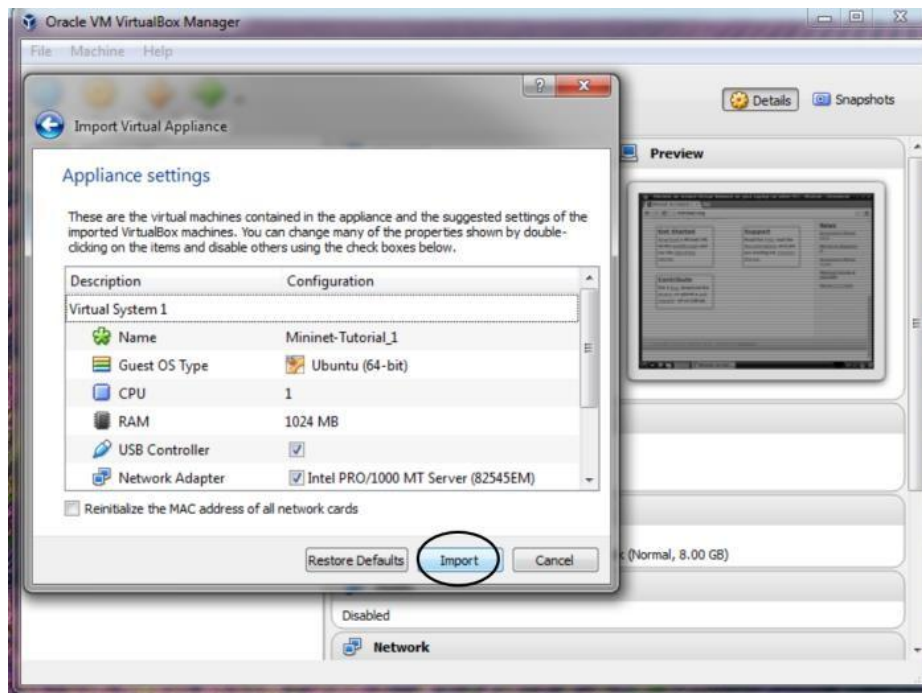 Oracle VM VirtualBox Manager
File Machine Help
Details Snapshots
Import Virtual Appliance
Preview
Appliance settings
These are the virtual machines contained in the appliance and the suggested settings of the
imported VirtualBox machines. You can change many of the properties shown by double-
clicking on the items and disable others using the check boxes below.
Description Configuration
Virtual System 1
Name Mininet-Tutorial_1
Guest OS Type Ubuntu (64-bit)
CPU 1
RAM 1024 MB
USB Controller
Network Adapter Intel PRO/1000 MT Server (82545EM)
Reinitialize the MAC address of all network cards
Restore Defaults Import Cancel
(Normal, 8.00 GB)
Disabled
Network